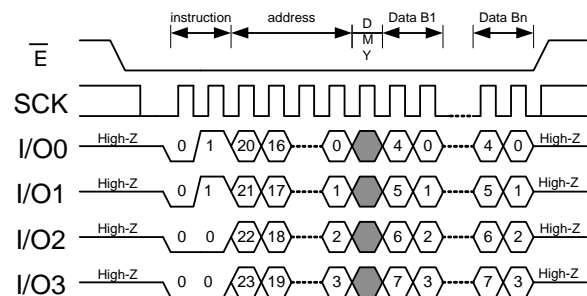 instruction address DMY Data B1 Data Bn
E
SCK
I/O0 High-Z 0 1 20 16 0 4 0 4 0 High-Z
I/O1 High-Z 0 1 21 17 1 5 1 5 1 High-Z
I/O2 High-Z 0 0 22 18 2 6 2 6 2 High-Z
I/O3 High-Z 0 0 23 19 3 7 3 7 3 High-Z